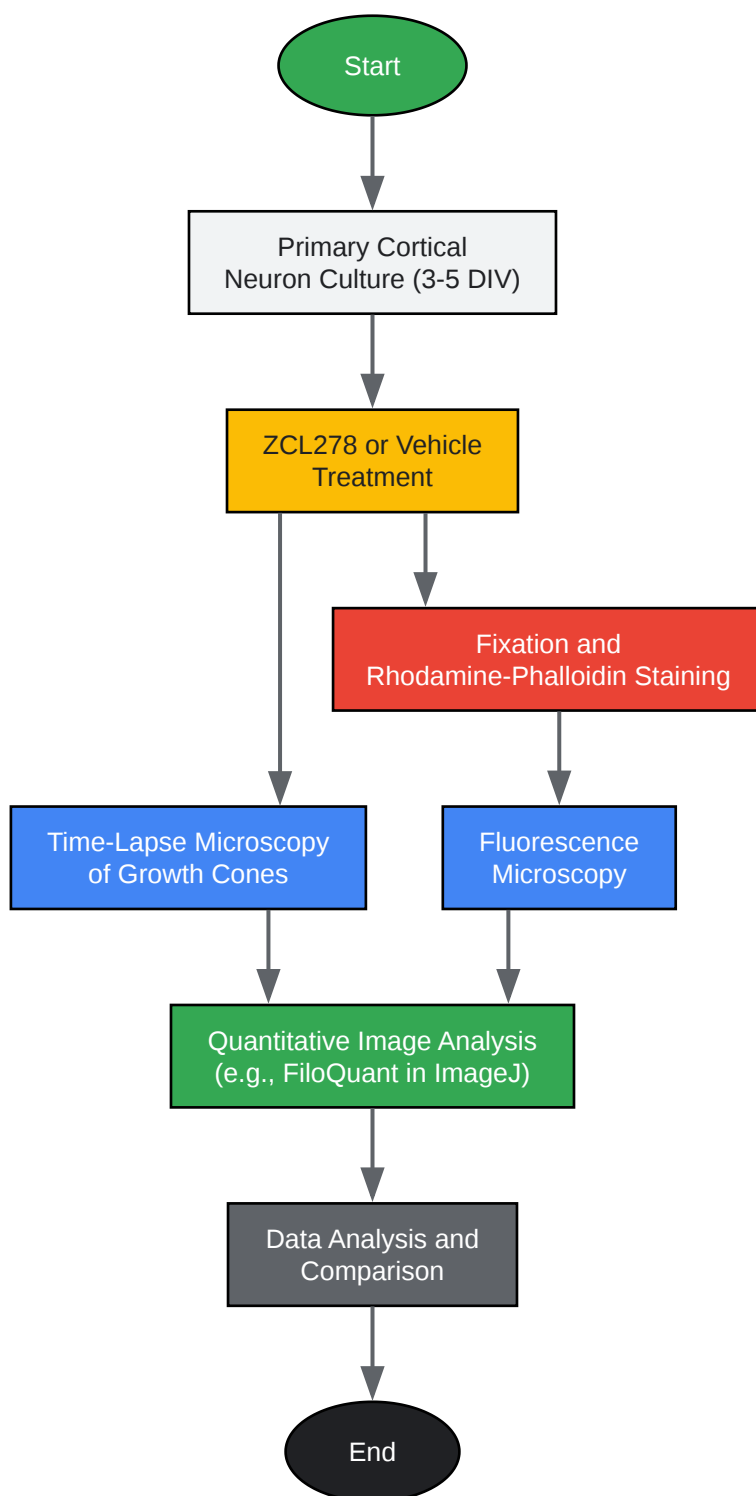 Start
Primary Cortical
Neuron Culture (3-5 DIV)
ZCL278 or Vehicle
Treatment
Fixation and
Rhodamine-Phalloidin Staining
Time-Lapse Microscopy
of Growth Cones
Fluorescence
Microscopy
Quantitative Image Analysis
(e.g., FiloQuant in ImageJ)
Data Analysis and
Comparison
End